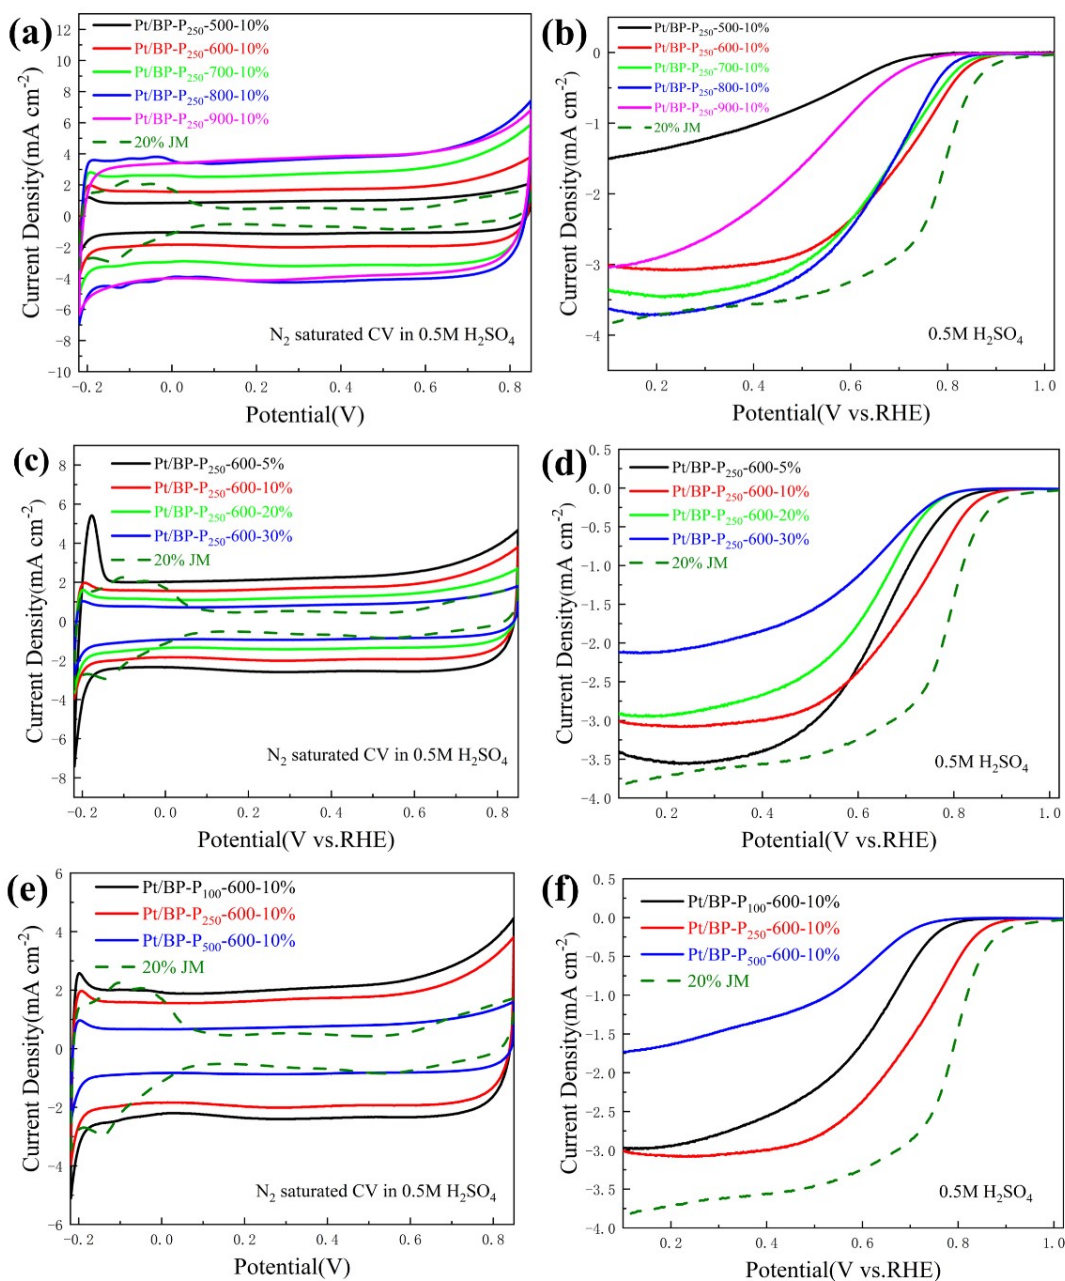 (a)
Pt/BP-P250-500-10%
Pt/BP-P250-600-10%
Pt/BP-P250-700-10%
Pt/BP-P250-800-10%
Pt/BP-P250-900-10%
20% JM
12
10
8
6
4
2
0
-2
-4
-6
-8
-10
Current Density(mA cm-2)
N2 saturated CV in 0.5M H2SO4
-0.2
0.0
0.2
0.4
0.6
0.8
Potential(V)
(b)
Pt/BP-P250-500-10%
Pt/BP-P250-600-10%
Pt/BP-P250-700-10%
Pt/BP-P250-800-10%
Pt/BP-P250-900-10%
20% JM
0
-1
-2
-3
-4
Current Density(mA cm-2)
0.5M H2SO4
0.2
0.4
0.6
0.8
1.0
Potential(V vs.RHE)
(c)
Pt/BP-P250-600-5%
Pt/BP-P250-600-10%
Pt/BP-P250-600-20%
Pt/BP-P250-600-30%
20% JM
8
6
4
2
0
-2
-4
-6
-8
Current Density(mA cm-2)
N2 saturated CV in 0.5M H2SO4
-0.2
0.0
0.2
0.4
0.6
0.8
Potential(V vs.RHE)
(d)
Pt/BP-P250-600-5%
Pt/BP-P250-600-10%
Pt/BP-P250-600-20%
Pt/BP-P250-600-30%
20% JM
0.5
0.0
-0.5
-1.0
-1.5
-2.0
-2.5
-3.0
-3.5
-4.0
Current Density(mA cm-2)
0.5M H2SO4
0.2
0.4
0.6
0.8
1.0
Potential(V vs.RHE)
(e)
Pt/BP-P100-600-10%
Pt/BP-P250-600-10%
Pt/BP-P500-600-10%
20% JM
6
4
2
0
-2
-4
-6
Current Density(mA cm-2)
N2 saturated CV in 0.5M H2SO4
-0.2
0.0
0.2
0.4
0.6
0.8
Potential(V)
(f)
Pt/BP-P100-600-10%
Pt/BP-P250-600-10%
Pt/BP-P500-600-10%
20% JM
0.5
0.0
-0.5
-1.0
-1.5
-2.0
-2.5
-3.0
-3.5
-4.0
Current Density(mA cm-2)
0.5M H2SO4
0.2
0.4
0.6
0.8
1.0
Potential(V vs.RHE)